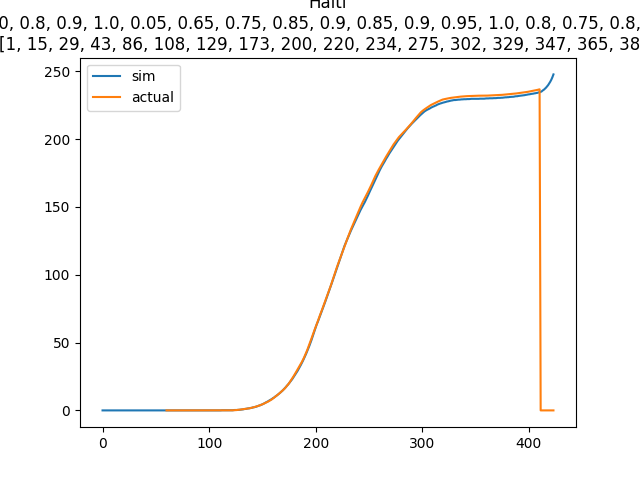 Haiti
0, 0.8, 0.9, 1.0, 0.05, 0.65, 0.75, 0.85, 0.9, 0.85, 0.9, 0.95, 1.0, 0.8, 0.75, 0.8,
[1, 15, 29, 43, 86, 108, 129, 173, 200, 220, 234, 275, 302, 329, 347, 365, 38
sim
actual
250
200
150
100
50
0
0 100 200 300 400